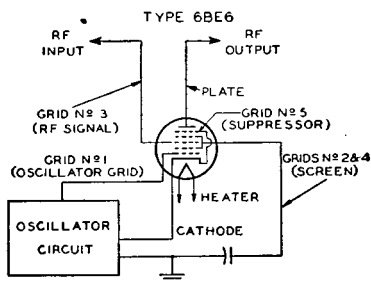 TYPE 6BE6
RF
INPUT
RF
OUTPUT
PLATE
GRID Nº 3
(RF SIGNAL)
GRID Nº 5
(SUPPRESSOR)
GRID Nº 1
(OSCILLATOR GRID)
GRIDS Nº 2&4
(SCREEN)
HEATER
CATHODE
OSCILLATOR
CIRCUIT